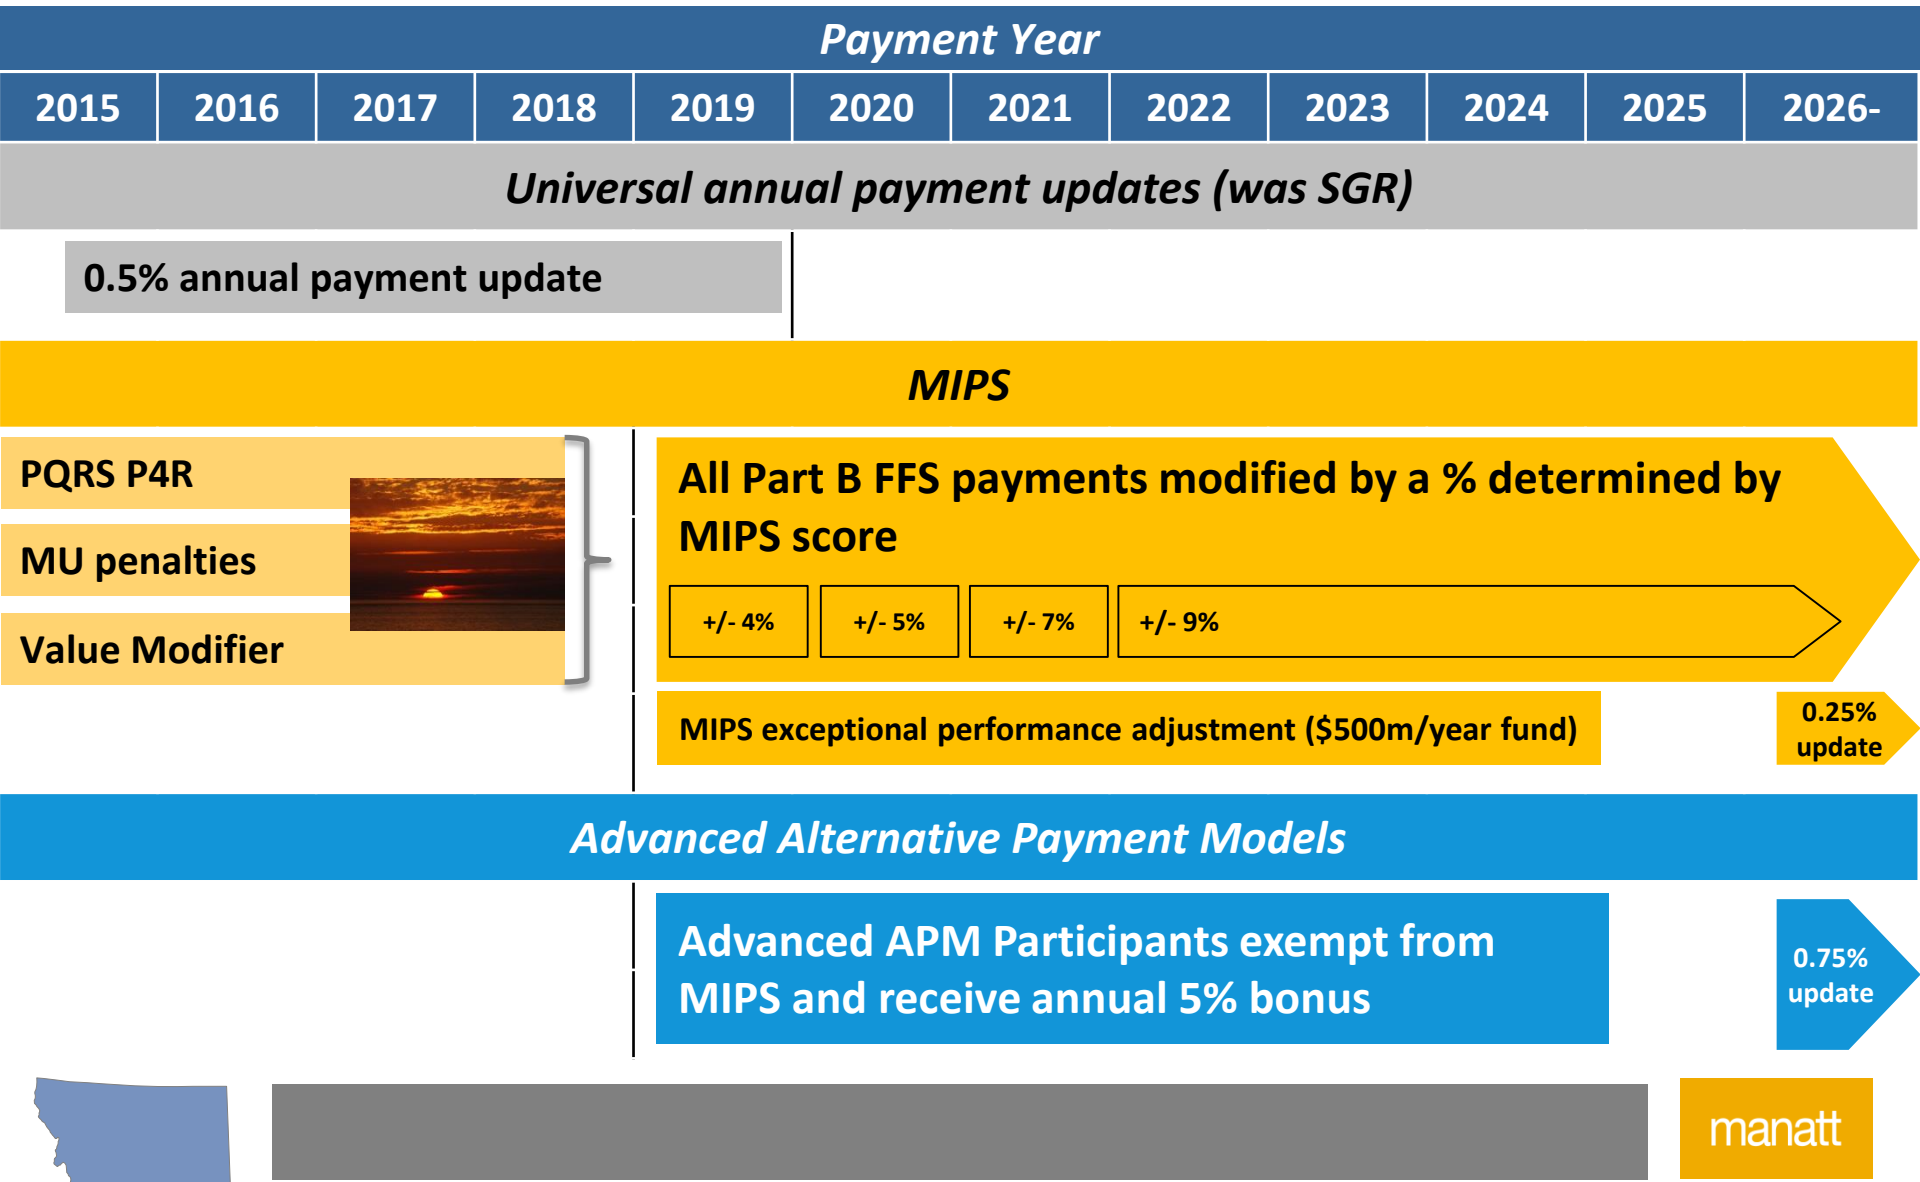 Payment Year
2015 2016 2017 2018 2019 2020 2021 2022 2023 2024 2025 2026-
Universal annual payment updates (was SGR)
0.5% annual payment update
MIPS
PQRS P4R
MU penalties
Value Modifier
All Part B FFS payments modified by a % determined by
MIPS score
+/- 4% +/- 5% +/- 7% +/- 9%
MIPS exceptional performance adjustment ($500m/year fund)
0.25%
update
Advanced Alternative Payment Models
Advanced APM Participants exempt from
MIPS and receive annual 5% bonus
0.75%
update
manatt